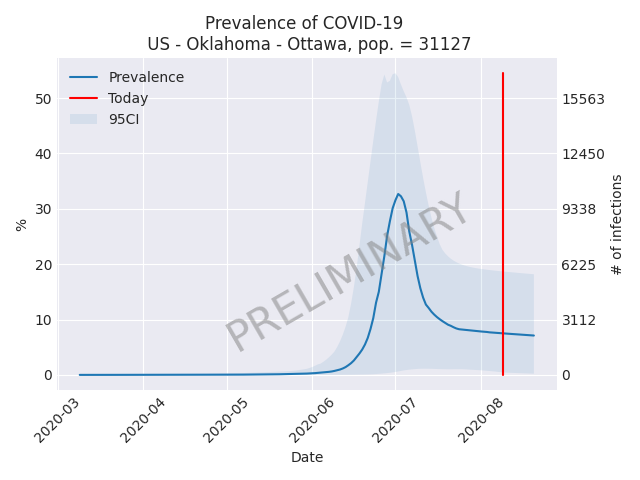 Prevalence of COVID-19
US - Oklahoma - Ottawa, pop. = 31127
Prevalence
Today
95CI
50
40
30
20
10
0
%
15563
12450
9338
6225
3112
0
# of infections
PRELIMINARY
2020-03
2020-04
2020-05
2020-06
2020-07
2020-08
Date